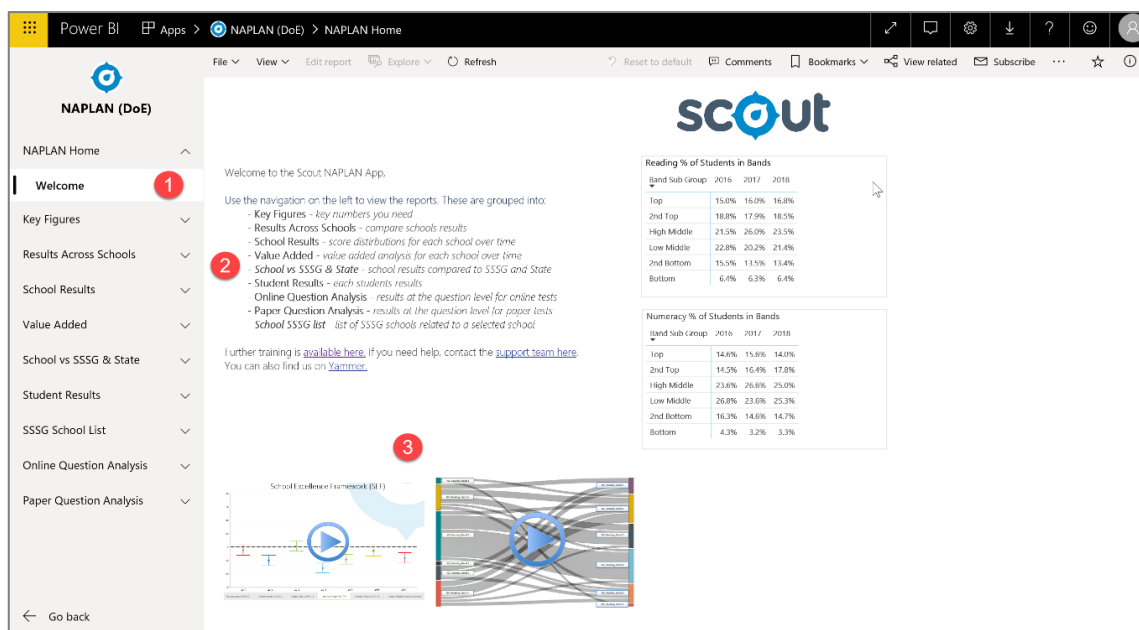 Power BI Apps > NAPLAN (DoE) > NAPLAN Home ?
File View Edit report Explore Refresh Reset to default Comments Bookmarks View related Subscribe ...
NAPLAN (DoE)
NAPLAN Home
Welcome
Key Figures
Results Across Schools
School Results
Value Added
School vs SSSG & State
Student Results
SSSG School List
Online Question Analysis
Paper Question Analysis
Go back
1
scout
Welcome to the Scout NAPLAN App,
Use the navigation on the left to view the reports. These are grouped into:
- Key Figures - key numbers you need
- Results Across Schools - compare schools results
- School Results - score distirbutions for each school over time
- Value Added - value added analysis for each school over time
- School vs SSSG & State - school results compared to SSSG and State
- Student Results - each students results
- Online Question Analysis - results at the question level for online tests
- Paper Question Analysis - results at the question level for paper tests
School SSSG list list of SSSG schools related to a selected school
2
Further training is available here. If you need help, contact the support team here.
You can also find us on Yammer.
3
Reading % of Students in Bands
Band Sub Group 2016 2017 2018
Top 15.0% 16.0% 16.8%
2nd Top 18.8% 17.9% 18.5%
High Middle 21.5% 26.0% 23.5%
Low Middle 22.8% 20.2% 21.4%
2nd Bottom 15.5% 13.5% 13.4%
Bottom 6.4% 6.3% 6.4%
Numeracy % of Students in Bands
Band Sub Group 2016 2017 2018
Top 14.6% 15.6% 14.0%
2nd Top 14.5% 16.4% 17.8%
High Middle 23.6% 26.6% 25.0%
Low Middle 26.8% 23.6% 25.3%
2nd Bottom 16.3% 14.6% 14.7%
Bottom 4.3% 3.2% 3.3%
School Excellence Framework (SEF)